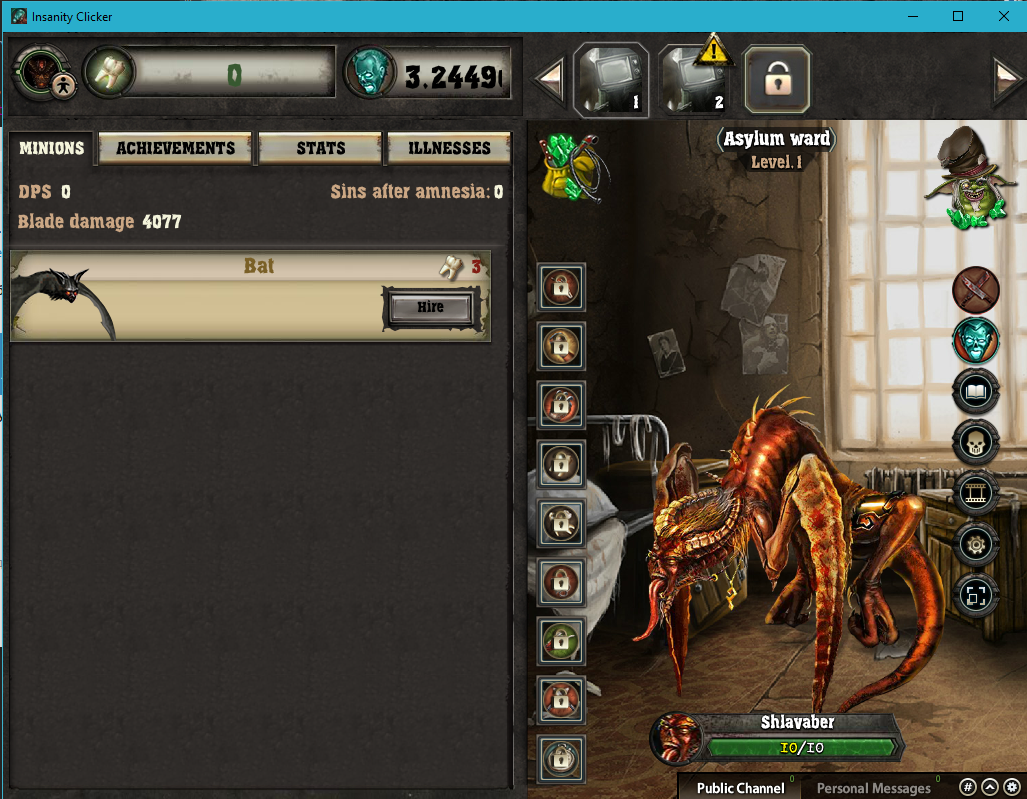 Insanity Clicker
0
3.2449
1
2
MINIONS
ACHIEVEMENTS
STATS
ILLNESSES
DPS 0
Sins after amnesia: 0
Blade damage 4077
Bat
3
Hire
Asylum ward
Level.1
Shlavaber
10/10
Public Channel 0
Personal Messages 0
#